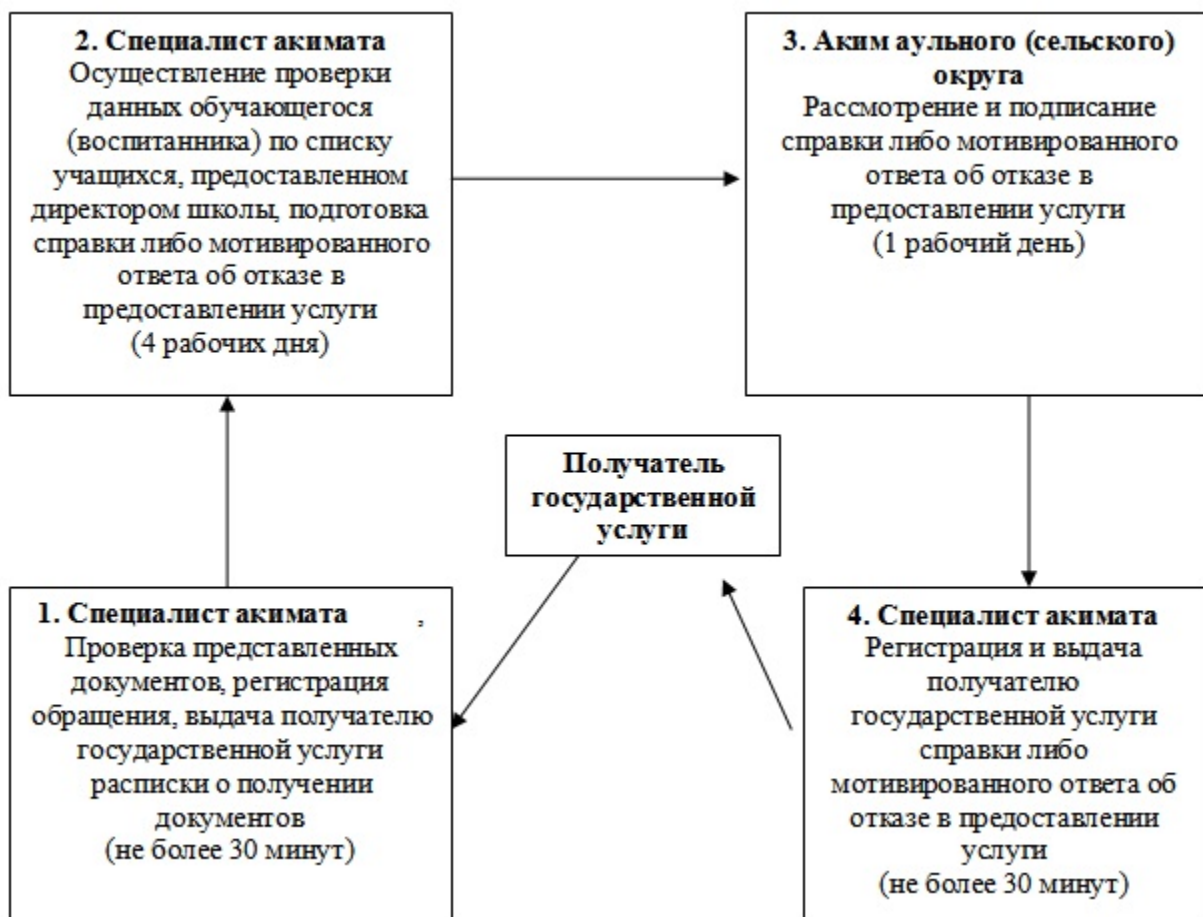 2. Специалист акимата
Осуществление проверки
данных обучающегося
(воспитанника) по списку
учащихся, предоставленном
директором школы, подготовка
справки либо мотивированного
ответа об отказе в
предоставлении услуги
(4 рабочих дня)
3. Аким аульного (сельского)
округа
Рассмотрение и подписание
справки либо мотивированного
ответа об отказе в
предоставлении услуги
(1 рабочий день)
Получатель
государственной
услуги
1. Специалист акимата ,
Проверка представленных
документов, регистрация
обращения, выдача получателю
государственной услуги
расписки о получении
документов
(не более 30 минут)
4. Специалист акимата
Регистрация и выдача
получателю
государственной услуги
справки либо
мотивированного ответа об
отказе в предоставлении
услуги
(не более 30 минут)